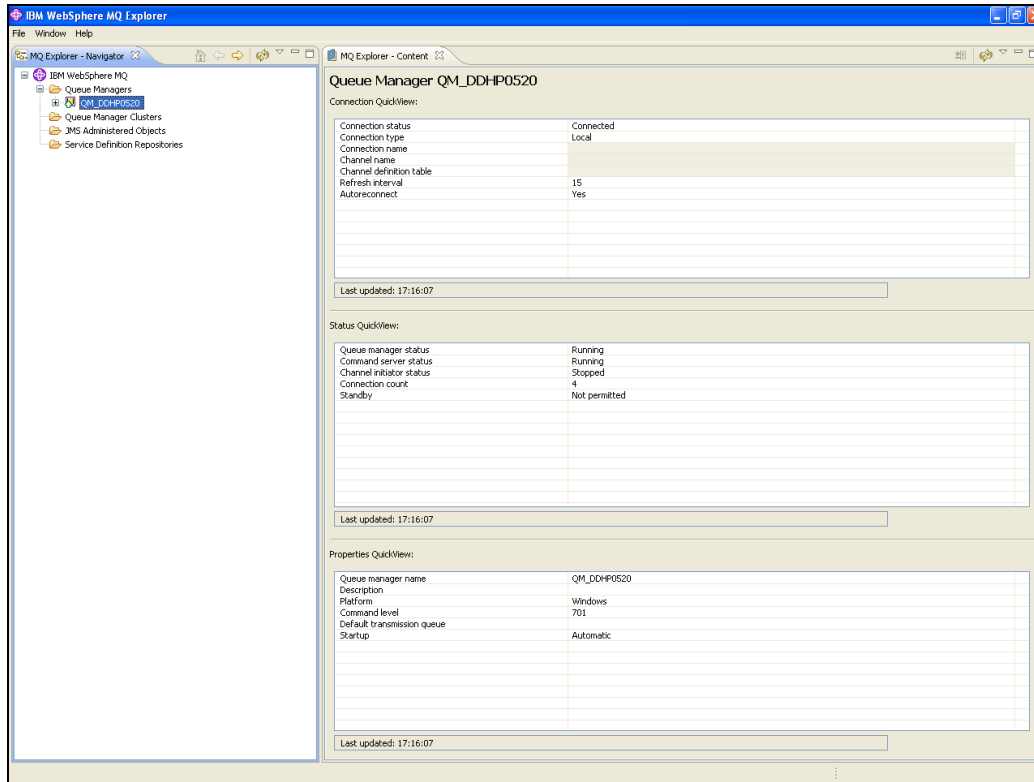 IBM WebSphere MQ Explorer
File Window Help
MQ Explorer - Navigator
IBM WebSphere MQ
Queue Managers
QM_DDHP0520
Queue Manager Clusters
JMS Administered Objects
Service Definition Repositories
MQ Explorer - Content
Queue Manager QM_DDHP0520
Connection QuickView:
Connection status Connected
Connection type Local
Connection name
Channel name
Channel definition table
Refresh interval 15
Autoreconnect Yes
Last updated: 17:16:07
Status QuickView:
Queue manager status Running
Command server status Running
Channel initiator status Stopped
Connection count 4
Standby Not permitted
Last updated: 17:16:07
Properties QuickView:
Queue manager name QM_DDHP0520
Description
Platform Windows
Command level 701
Default transmission queue
Startup Automatic
Last updated: 17:16:07